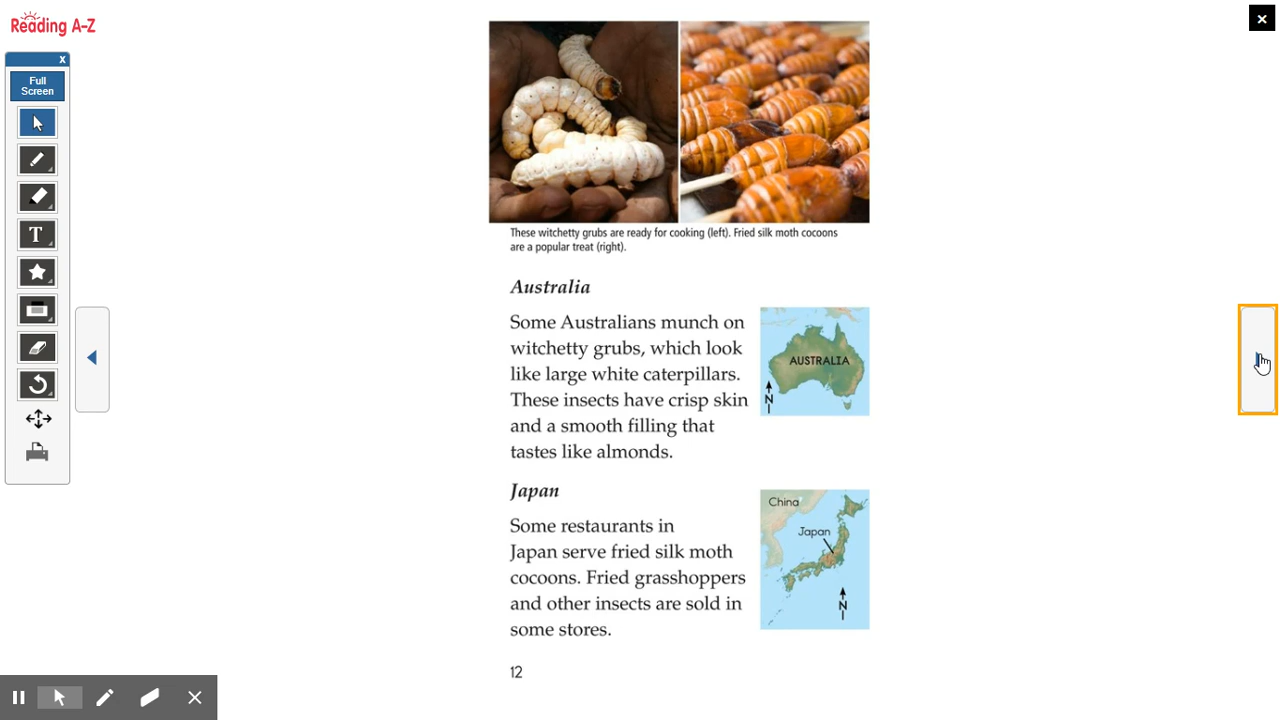 Reading A-Z
x
Full
Screen
T
These witchetty grubs are ready for cooking (left). Fried silk moth cocoons
are a popular treat (right).
Australia
Some Australians munch on
witchetty grubs, which look
like large white caterpillars.
These insects have crisp skin
and a smooth filling that
tastes like almonds.
AUSTRALIA
N
Japan
Some restaurants in
Japan serve fried silk moth
cocoons. Fried grasshoppers
and other insects are sold in
some stores.
China
Japan
N
12